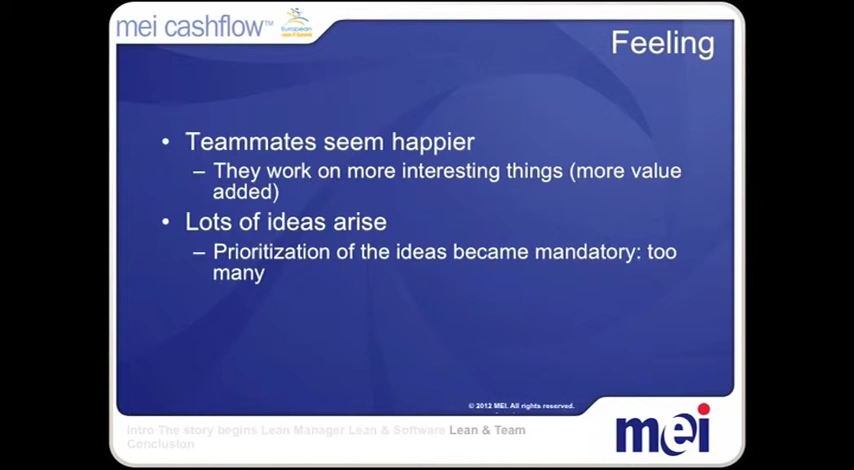 mei cashflow™
European
Feeling
• Teammates seem happier
– They work on more interesting things (more value
added)
• Lots of ideas arise
– Prioritization of the ideas became mandatory: too
many
© 2012 MEI. All rights reserved.
Intro The story begins Lean Manager Lean & Software Lean & Team
Conclusion
mei